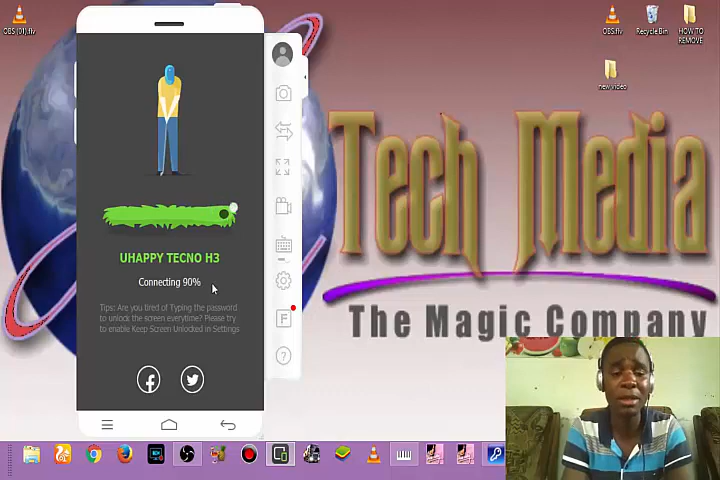 OBS (01).flv
OBS.flv
Recycle Bin
HOW TO
REMOVE
new video
Tech Media
The Magic Company
UHAPPY TECNO H3
Connecting 90%
Tips: Are you tired of Typing the password
to unlock the screen everytime? Please try
to enable Keep Screen Unlocked in Settings
F
?